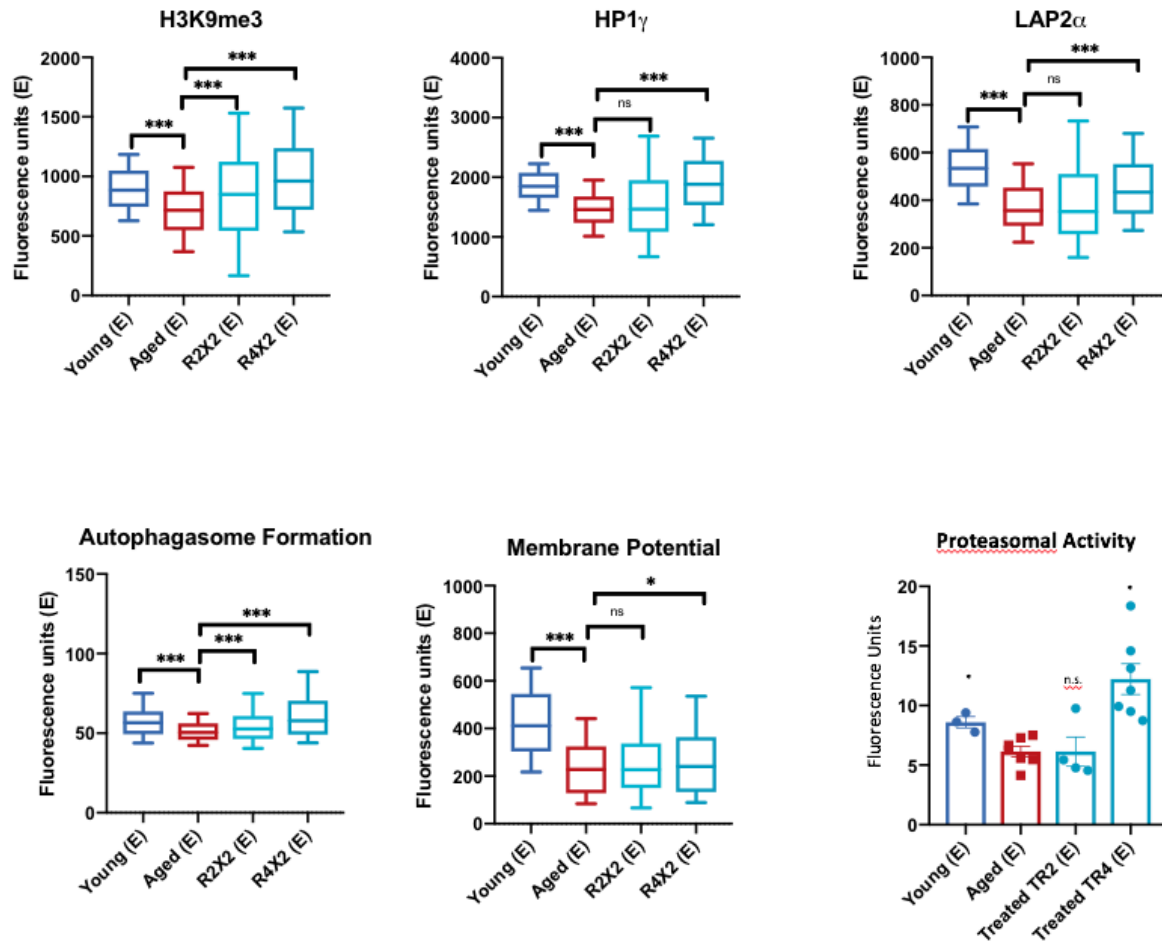 H3K9me3
Fluorescence units (E)
2000
1500
1000
500
0
***
***
***
Young (E)
Aged (E)
R2X2 (E)
R4X2 (E)
HP1γ
Fluorescence units (E)
4000
3000
2000
1000
0
***
ns
***
Young (E)
Aged (E)
R2X2 (E)
R4X2 (E)
LAP2α
Fluorescence units (E)
1000
800
600
400
200
0
***
ns
***
Young (E)
Aged (E)
R2X2 (E)
R4X2 (E)
Autophagasome Formation
Fluorescence units (E)
150
100
50
0
***
***
***
Young (E)
Aged (E)
R2X2 (E)
R4X2 (E)
Membrane Potential
Fluorescence units (E)
1000
800
600
400
200
0
*
ns
***
Young (E)
Aged (E)
R2X2 (E)
R4X2 (E)
Proteasomal Activity
Fluorescence Units
20
15
10
5
0
*
n.s.
*
Young (E)
Aged (E)
Treated TR2 (E)
Treated TR4 (E)